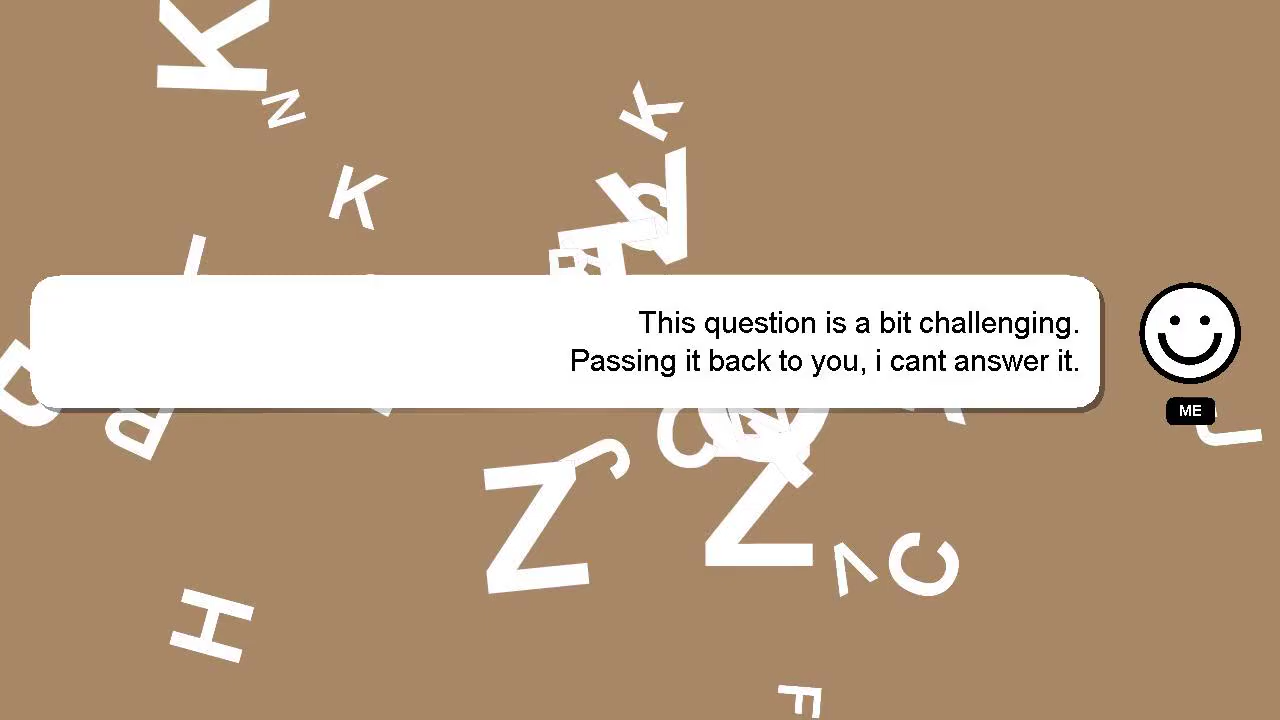 K
N
K
K
S
R
This question is a bit challenging.
Passing it back to you, i cant answer it.
ME
R
J
C
J
Z
Z
V
C
H
F